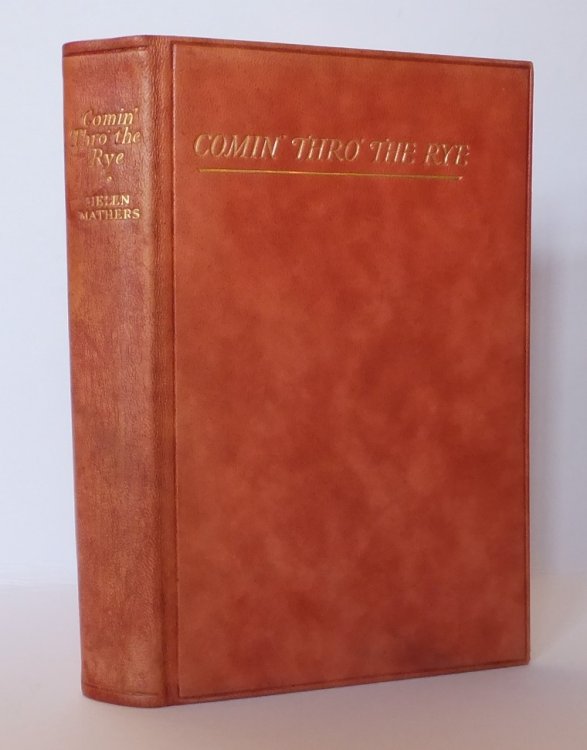 Comin'
Thro' the
Rye
HELEN
MATHERS
COMIN' THRO' THE RYE